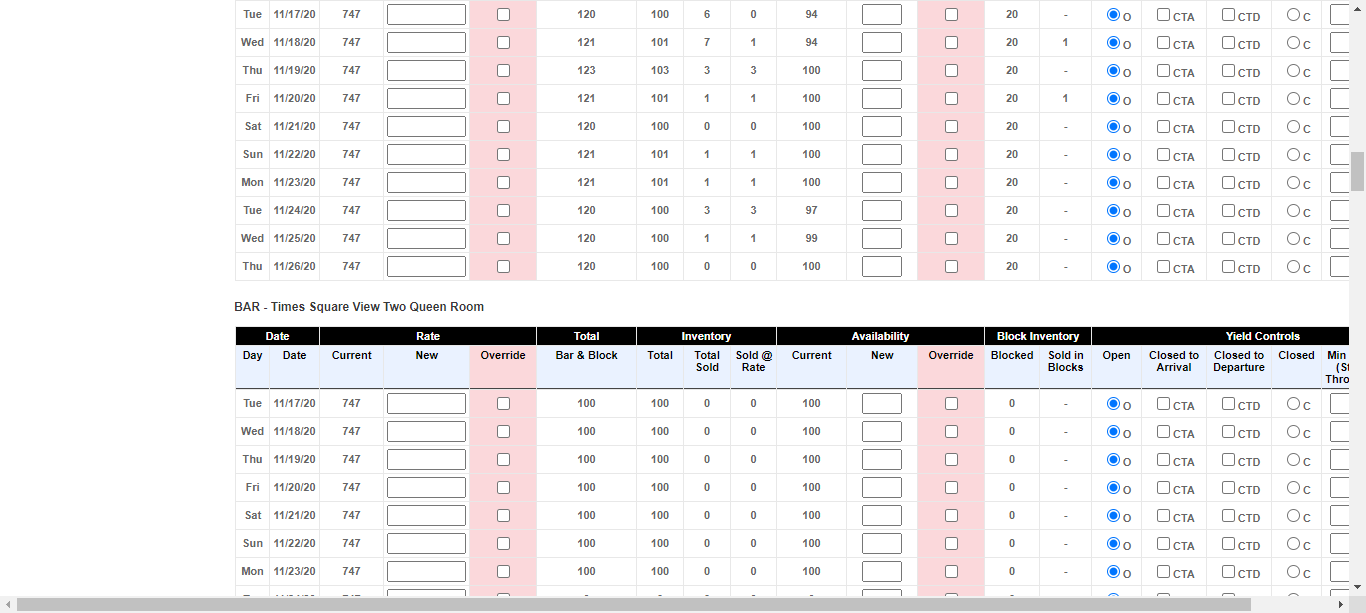 Tue 11/17/20 747 120 100 6 0 94 20 - O CTA CTD C
Wed 11/18/20 747 121 101 7 1 94 20 1 O CTA CTD C
Thu 11/19/20 747 123 103 3 3 100 20 - O CTA CTD C
Fri 11/20/20 747 121 101 1 1 100 20 1 O CTA CTD C
Sat 11/21/20 747 120 100 0 0 100 20 - O CTA CTD C
Sun 11/22/20 747 121 101 1 1 100 20 - O CTA CTD C
Mon 11/23/20 747 121 101 1 1 100 20 - O CTA CTD C
Tue 11/24/20 747 120 100 3 3 97 20 - O CTA CTD C
Wed 11/25/20 747 120 100 1 1 99 20 - O CTA CTD C
Thu 11/26/20 747 120 100 0 0 100 20 - O CTA CTD C
BAR - Times Square View Two Queen Room
Date Rate Total Inventory Availability Block Inventory Yield Controls
Day Date Current New Override Bar & Block Total Total Sold @ Current New Override Blocked Sold in Open Closed to Closed to Closed Min
Sold Rate Blocks Arrival Departure (St
Thro
Tue 11/17/20 747 100 100 0 0 100 0 - O CTA CTD C
Wed 11/18/20 747 100 100 0 0 100 0 - O CTA CTD C
Thu 11/19/20 747 100 100 0 0 100 0 - O CTA CTD C
Fri 11/20/20 747 100 100 0 0 100 0 - O CTA CTD C
Sat 11/21/20 747 100 100 0 0 100 0 - O CTA CTD C
Sun 11/22/20 747 100 100 0 0 100 0 - O CTA CTD C
Mon 11/23/20 747 100 100 0 0 100 0 - O CTA CTD C